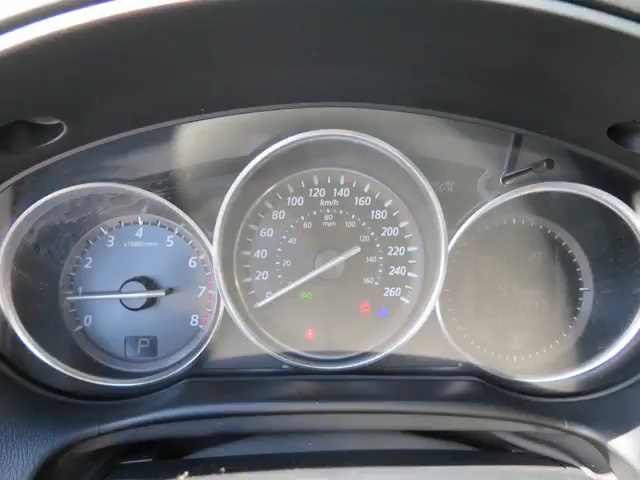 0 1 2 3 4 5 6 7 8
x1000r/min
P
0 20 40 60 80 100 120 140 160 180 200 220 240 260
km/h
20 40 60 80 100 120 140 160
mph